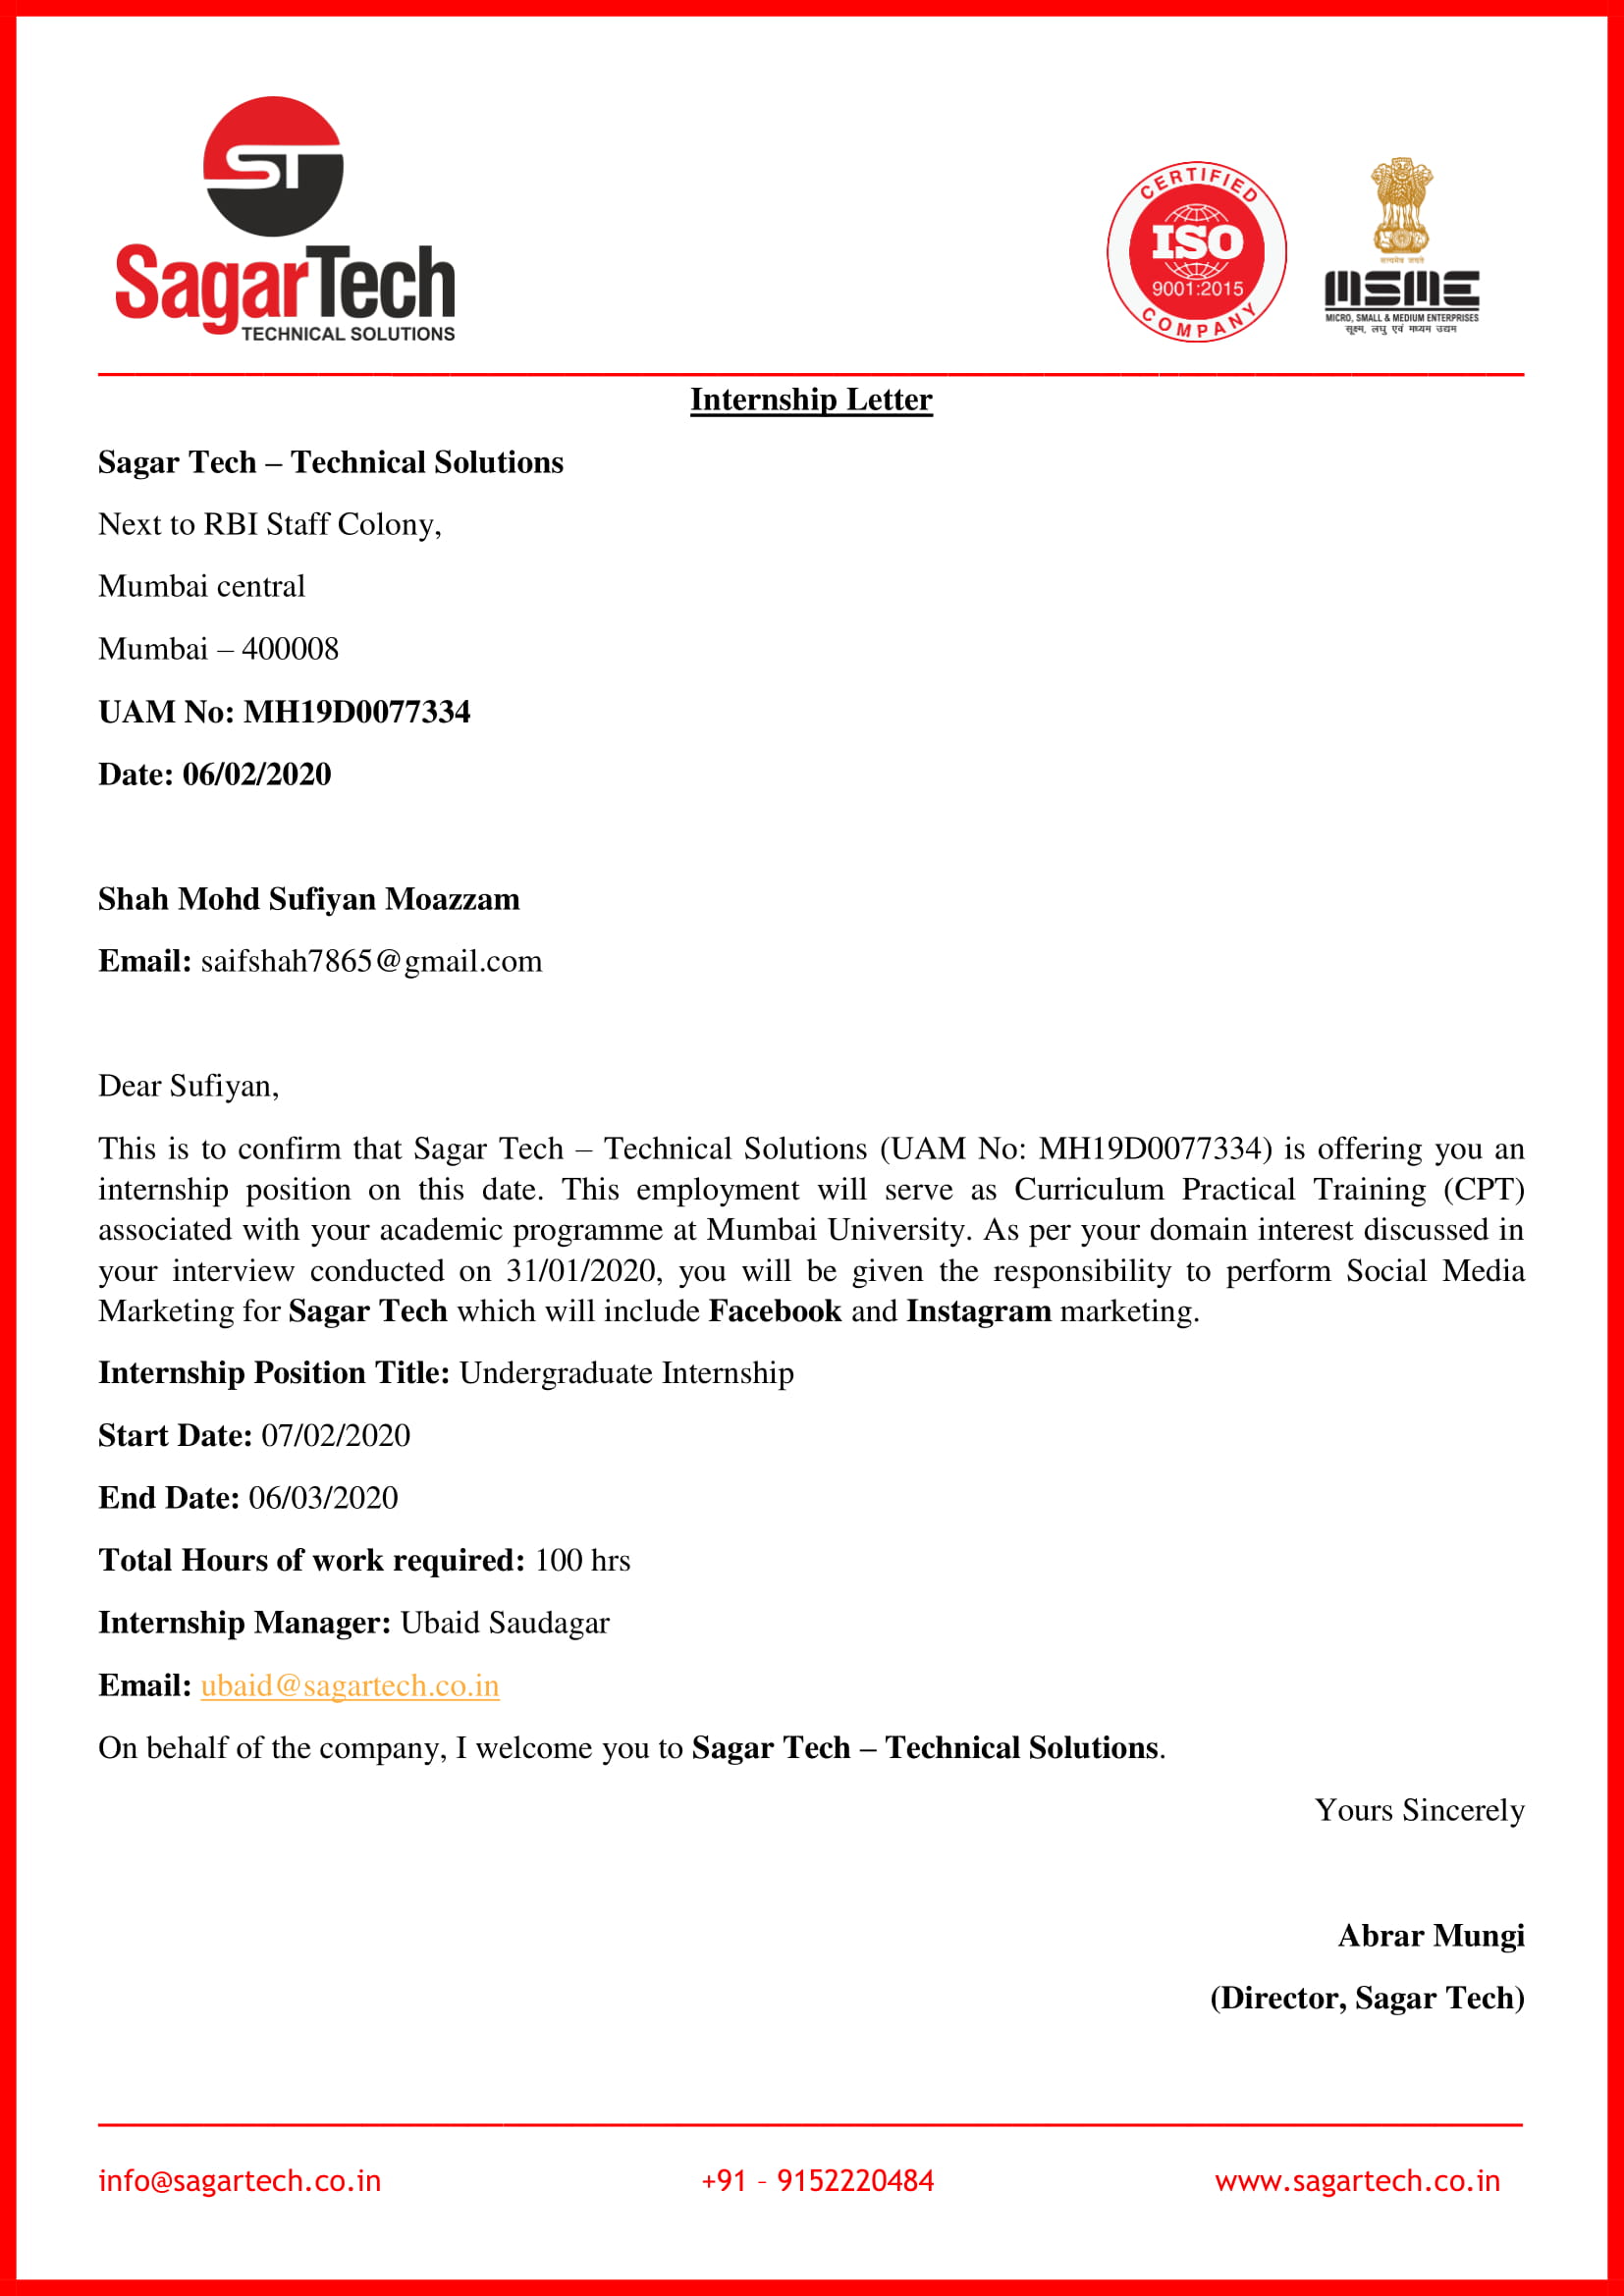 ST
SagarTech
TECHNICAL SOLUTIONS
CERTIFIED
ISO
9001:2015
COMPANY
सत्यमेव जयते
MSME
MICRO, SMALL & MEDIUM ENTERPRISES
सूक्ष्म, लघु एवं मध्यम उद्यम
Internship Letter
Sagar Tech – Technical Solutions
Next to RBI Staff Colony,
Mumbai central
Mumbai – 400008
UAM No: MH19D0077334
Date: 06/02/2020
Shah Mohd Sufiyan Moazzam
Email: saifshah7865@gmail.com
Dear Sufiyan,
This is to confirm that Sagar Tech – Technical Solutions (UAM No: MH19D0077334) is offering you an
internship position on this date. This employment will serve as Curriculum Practical Training (CPT)
associated with your academic programme at Mumbai University. As per your domain interest discussed in
your interview conducted on 31/01/2020, you will be given the responsibility to perform Social Media
Marketing for Sagar Tech which will include Facebook and Instagram marketing.
Internship Position Title: Undergraduate Internship
Start Date: 07/02/2020
End Date: 06/03/2020
Total Hours of work required: 100 hrs
Internship Manager: Ubaid Saudagar
Email: ubaid@sagartech.co.in
On behalf of the company, I welcome you to Sagar Tech – Technical Solutions.
Yours Sincerely
Abrar Mungi
(Director, Sagar Tech)
info@sagartech.co.in
+91 – 9152220484
www.sagartech.co.in